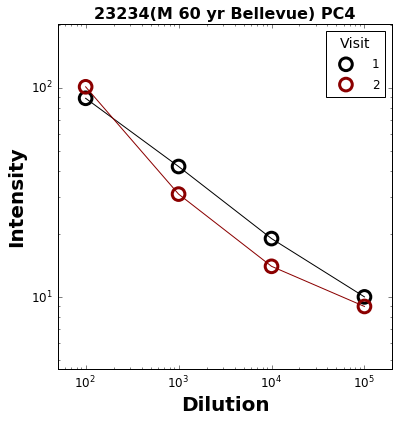 23234(M 60 yr Bellevue) PC4
Visit
1
2
Intensity
10²
10¹
10²
10³
10⁴
10⁵
Dilution